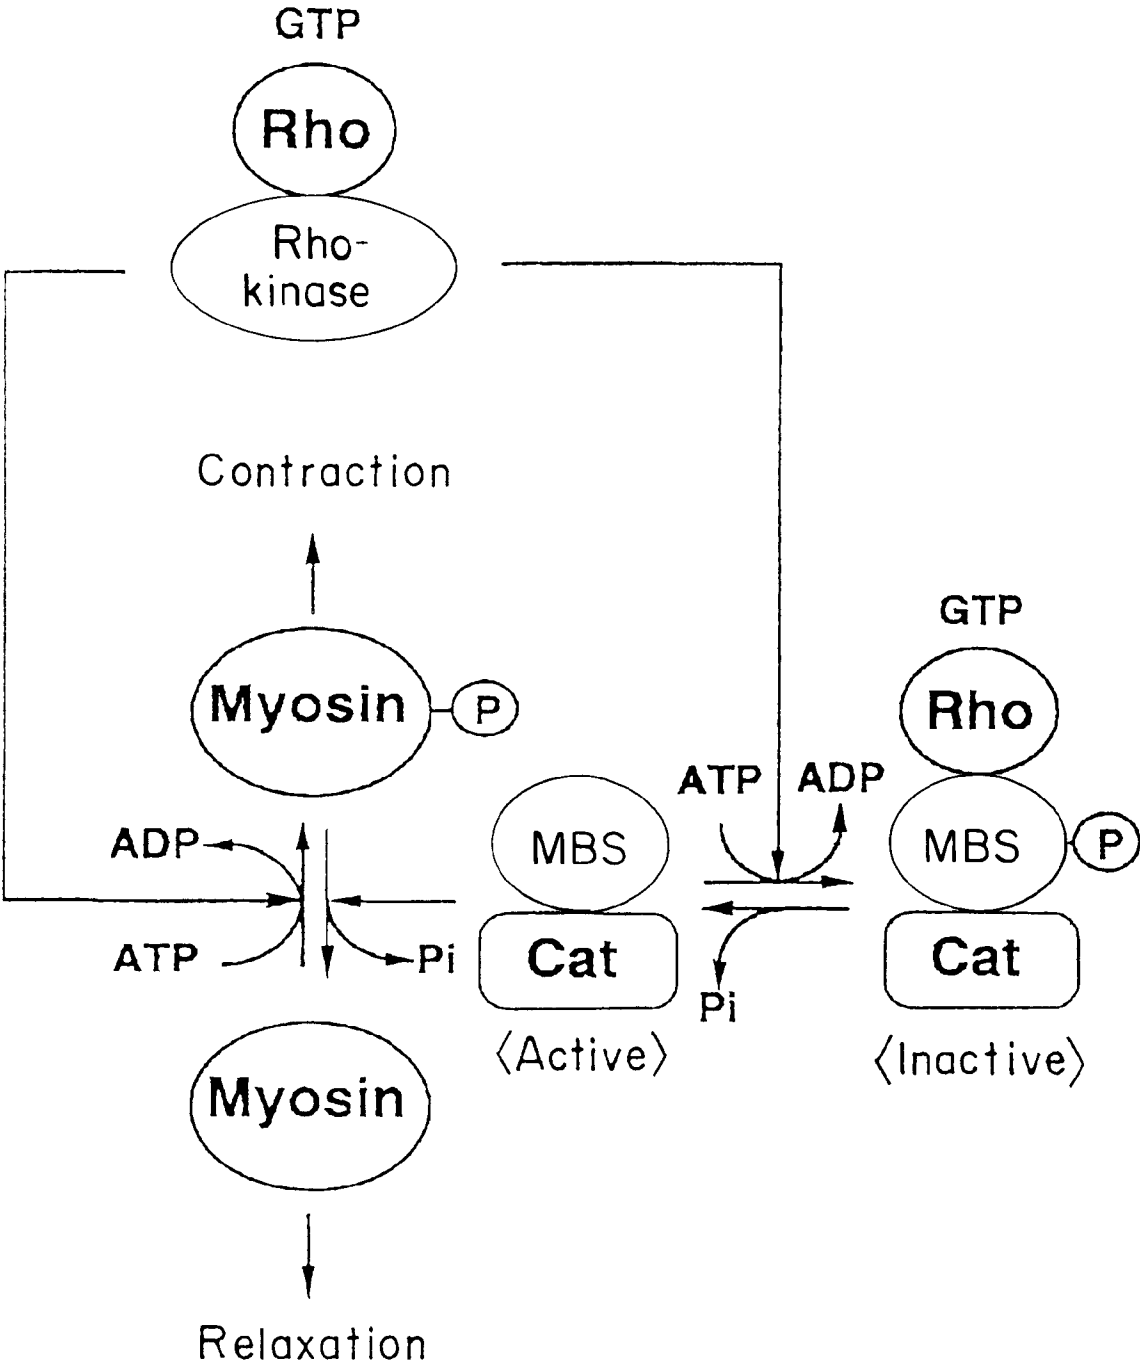 GTP
Rho
Rho-
kinase
Contraction
Myosin
P
ADP
ATP
Pi
Myosin
Relaxation
MBS
Cat
〈Active〉
ATP
ADP
Pi
GTP
Rho
MBS
P
Cat
〈Inactive〉